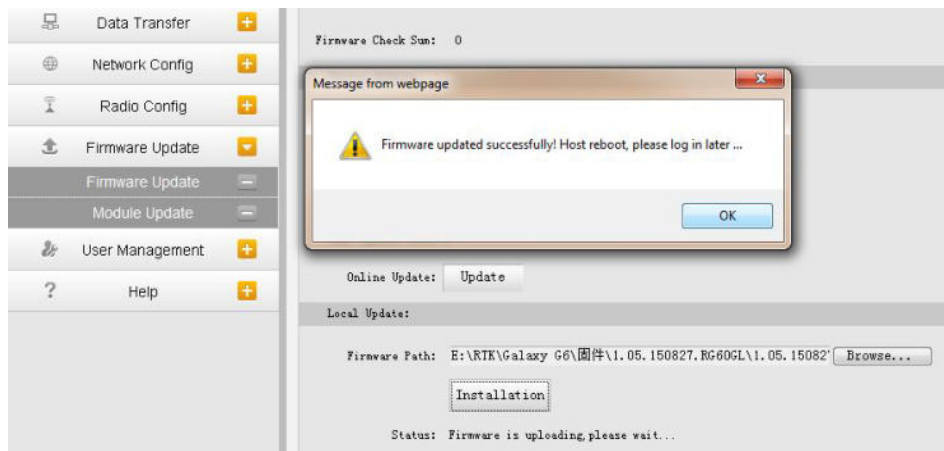 Data Transfer
Network Config
Radio Config
Firmware Update
Firmware Update
Module Update
User Management
? Help
Firmware Check Sum: 0
Message from webpage
Firmware updated successfully! Host reboot, please log in later ...
OK
Online Update: Update
Local Update:
Firmware Path: E:\RTK\Galaxy G6\固件\1.05.150827.RG60GL\1.05.15082 Browse...
Installation
Status: Firmware is uploading,please wait...